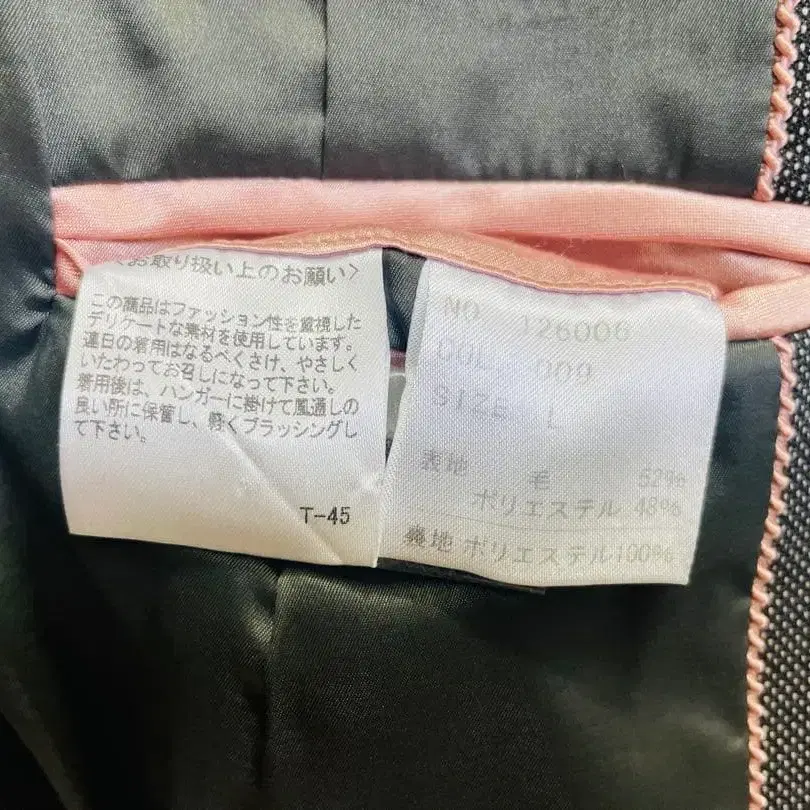 〈お取り扱い上のお願い〉
この商品はファッション性を重視した
デリケートな素材を使用しています。
連日の着用はなるべくさけ、やさしく
いたわってお召しになって下さい。
着用後は、ハンガーに掛けて風通しの
良い所に保管し、軽くブラッシングし
て下さい。
T-45
NO. 126006
COL. 009
SIZE L
表地 毛 52%
ポリエステル 48%
裏地 ポリエステル100%